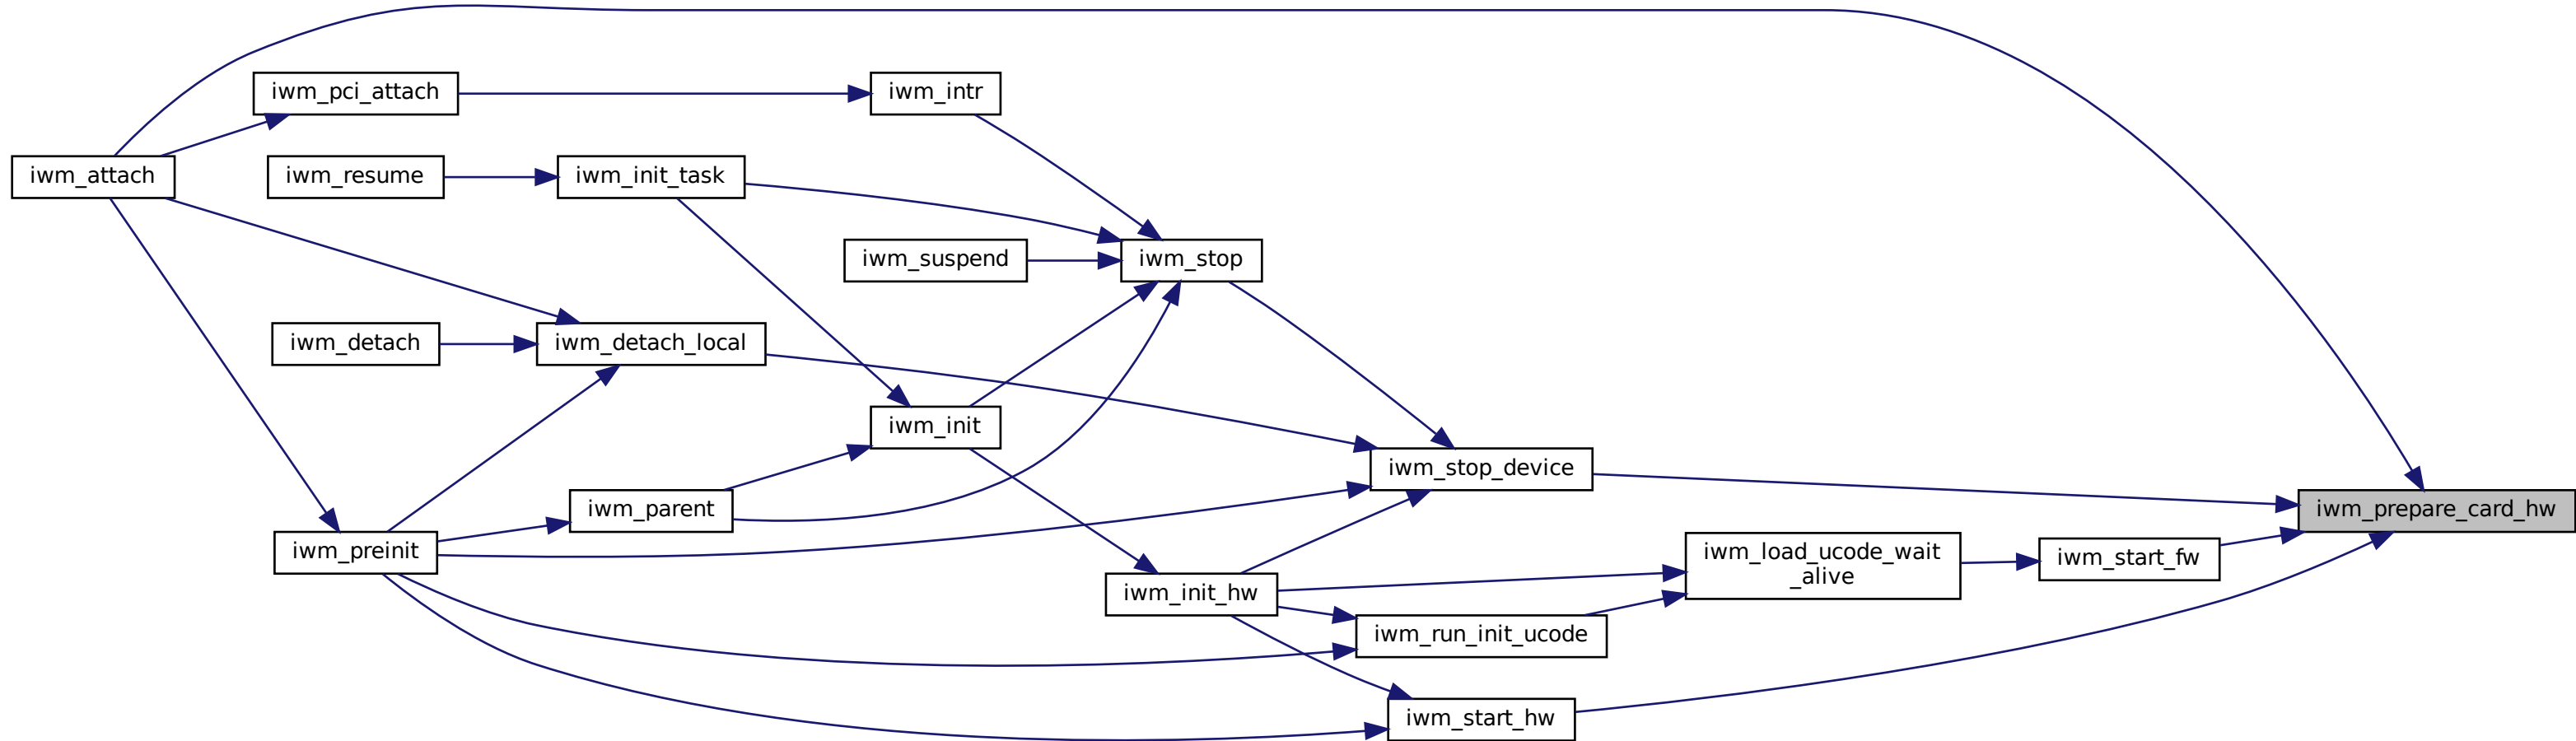 iwm_pci_attach
iwm_intr
iwm_attach
iwm_resume
iwm_init_task
iwm_suspend
iwm_stop
iwm_detach
iwm_detach_local
iwm_init
iwm_stop_device
iwm_parent
iwm_prepare_card_hw
iwm_preinit
iwm_load_ucode_wait
_alive
iwm_start_fw
iwm_init_hw
iwm_run_init_ucode
iwm_start_hw